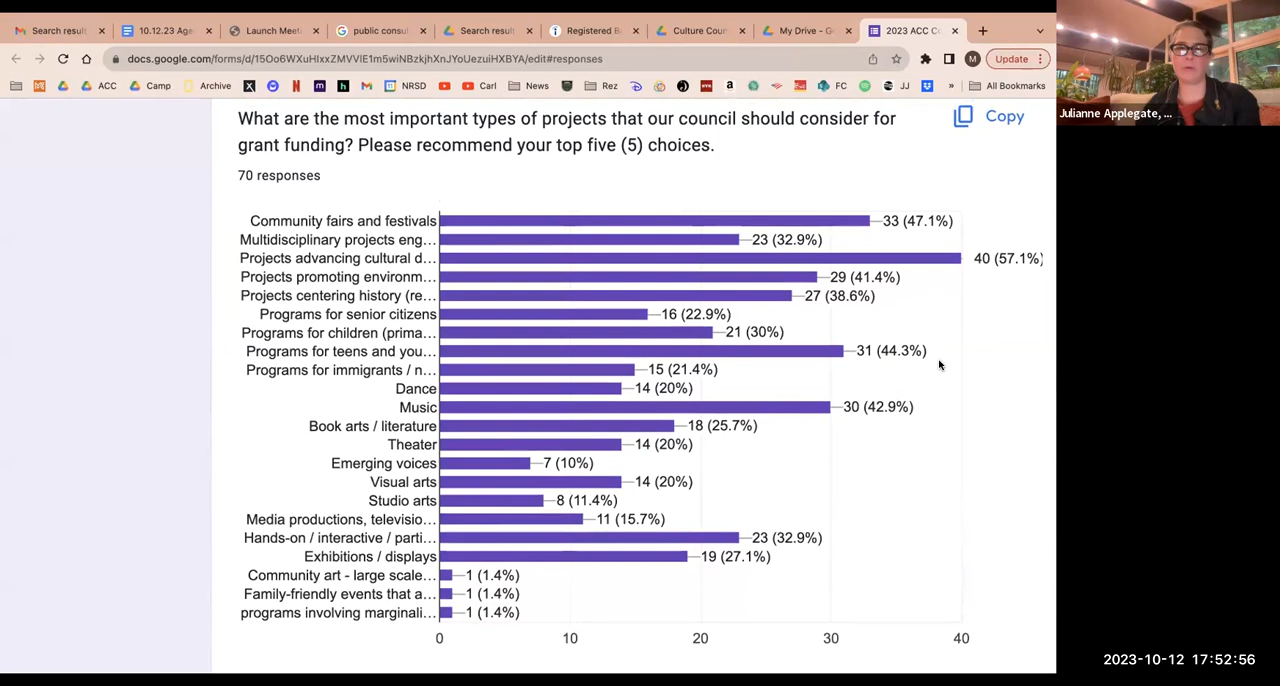 Search result
10.12.23 Age
Launch Meeti
public consul
Search result
Registered B
Culture Coun
My Drive - Go
2023 ACC Co
docs.google.com/forms/d/15Oo6WXuHIxxZMVVlE1m5wiNBzkjhXnJYoUezuiHXBYA/edit#responses
M
Update
ACC
Camp
Archive
NRSD
Carl
News
Rez
FC
JJ
»
All Bookmarks
What are the most important types of projects that our council should consider for
grant funding? Please recommend your top five (5) choices.
Copy
70 responses
Community fairs and festivals 33 (47.1%)
Multidisciplinary projects eng… 23 (32.9%)
Projects advancing cultural d… 40 (57.1%)
Projects promoting environm… 29 (41.4%)
Projects centering history (re… 27 (38.6%)
Programs for senior citizens 16 (22.9%)
Programs for children (prima… 21 (30%)
Programs for teens and you… 31 (44.3%)
Programs for immigrants / n… 15 (21.4%)
Dance 14 (20%)
Music 30 (42.9%)
Book arts / literature 18 (25.7%)
Theater 14 (20%)
Emerging voices 7 (10%)
Visual arts 14 (20%)
Studio arts 8 (11.4%)
Media productions, televisio… 11 (15.7%)
Hands-on / interactive / parti… 23 (32.9%)
Exhibitions / displays 19 (27.1%)
Community art - large scale… 1 (1.4%)
Family-friendly events that a… 1 (1.4%)
programs involving marginali… 1 (1.4%)
0 10 20 30 40
Julianne Applegate, ...
2023-10-12 17:52:56